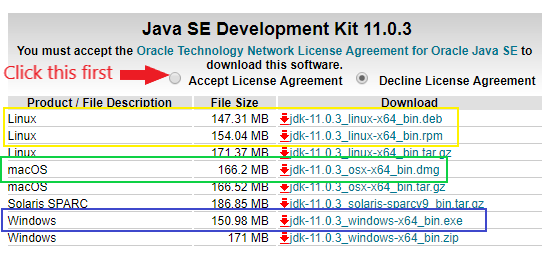 Java SE Development Kit 11.0.3
You must accept the Oracle Technology Network License Agreement for Oracle Java SE to
download this software.
Click this first Accept License Agreement Decline License Agreement
Product / File Description File Size Download
Linux 147.31 MB jdk-11.0.3_linux-x64_bin.deb
Linux 154.04 MB jdk-11.0.3_linux-x64_bin.rpm
Linux 171.37 MB jdk-11.0.3_linux-x64_bin.tar.gz
macOS 166.2 MB jdk-11.0.3_osx-x64_bin.dmg
macOS 166.52 MB jdk-11.0.3_osx-x64_bin.tar.gz
Solaris SPARC 186.85 MB jdk-11.0.3_solaris-sparcv9_bin.tar.gz
Windows 150.98 MB jdk-11.0.3_windows-x64_bin.exe
Windows 171 MB jdk-11.0.3_windows-x64_bin.zip